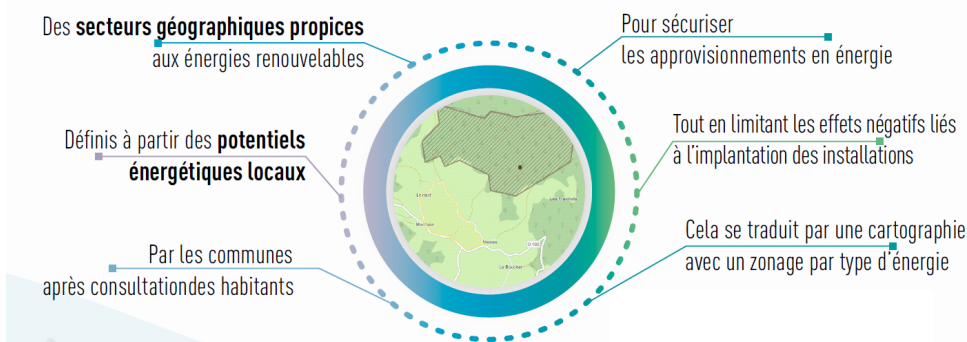 Des secteurs géographiques propices
aux énergies renouvelables
Définis à partir des potentiels
énergétiques locaux
Par les communes
après consultationdes habitants
Pour sécuriser
les approvisionnements en énergie
Tout en limitant les effets négatifs liés
à l'implantation des installations
Cela se traduit par une cartographie
avec un zonage par type d'énergie